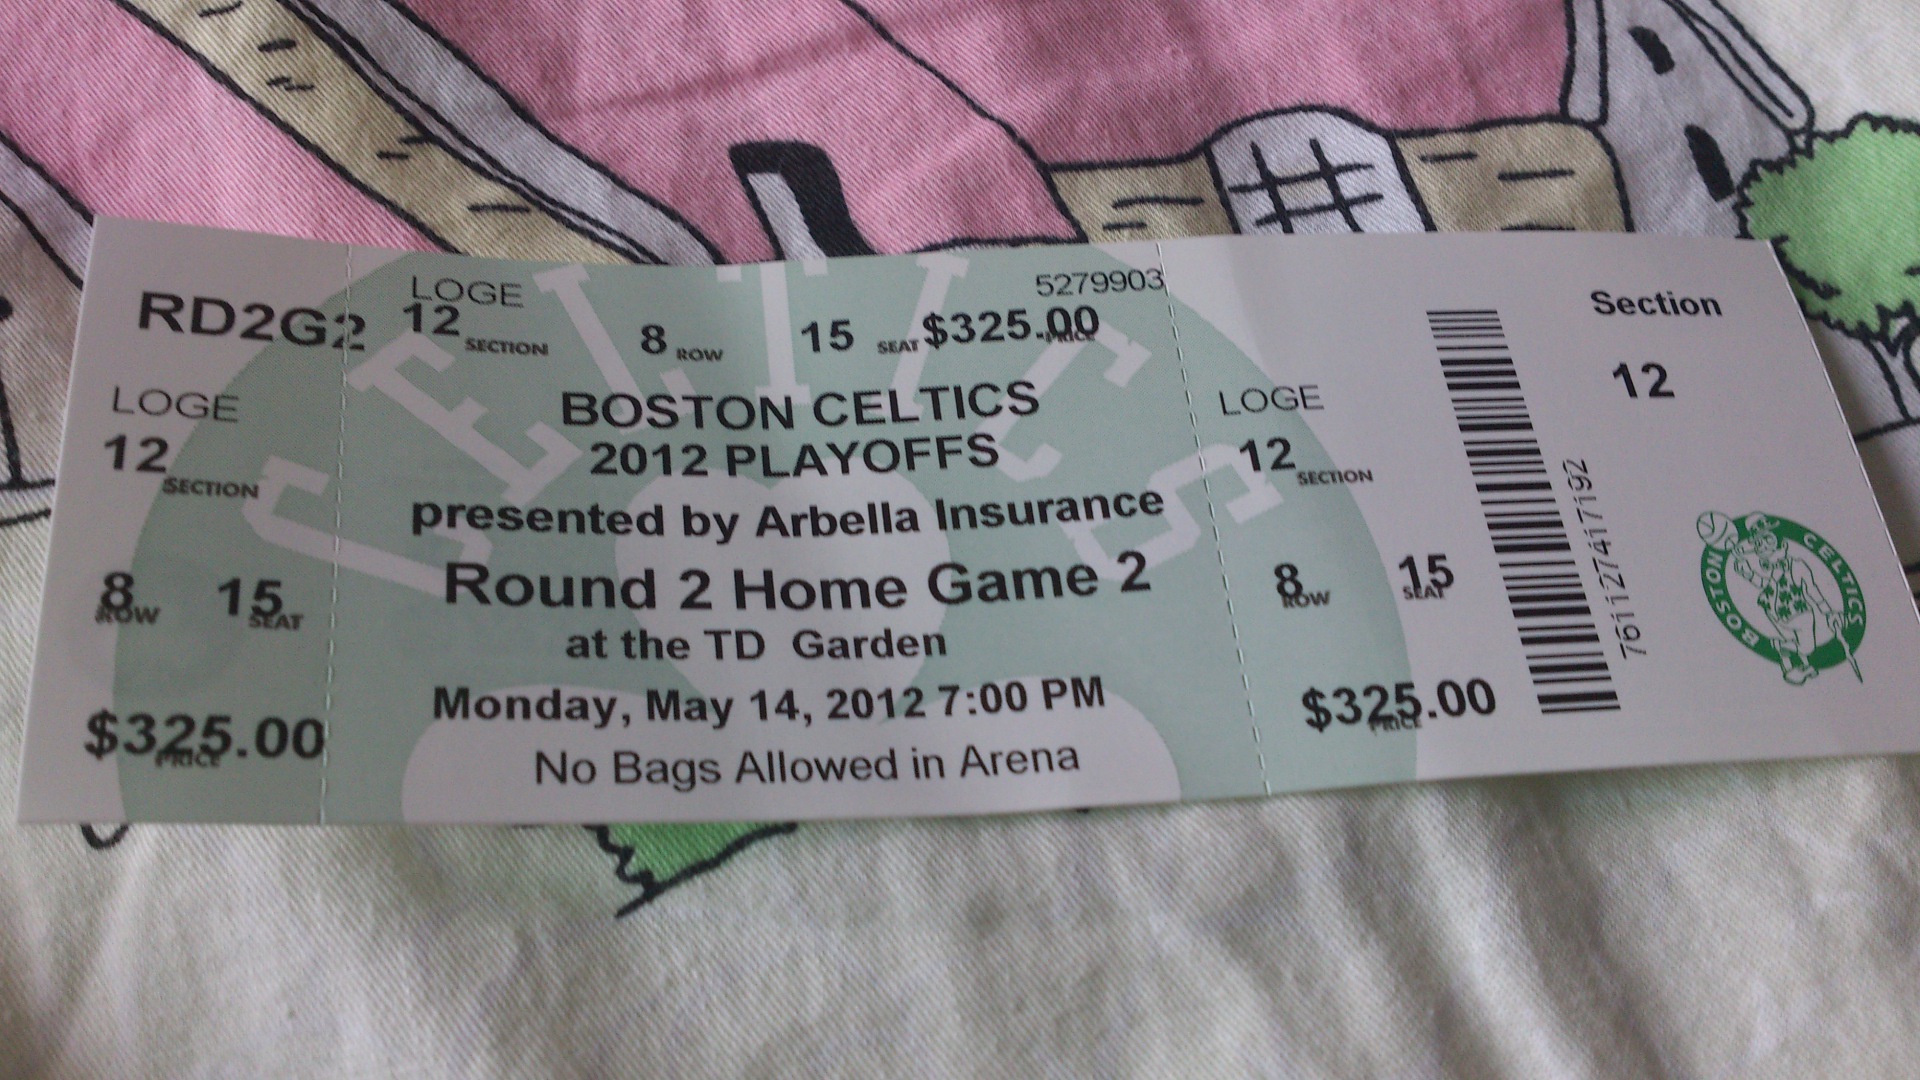 RD2G2
LOGE
12 SECTION
8 ROW
15 SEAT
$325.00
PRICE
LOGE
12 SECTION 8 ROW 15 SEAT $325.00 PRICE
5279903
CELTICS
BOSTON CELTICS
2012 PLAYOFFS
presented by Arbella Insurance
Round 2 Home Game 2
at the TD Garden
Monday, May 14, 2012 7:00 PM
No Bags Allowed in Arena
LOGE
12 SECTION
8 ROW
15 SEAT
$325.00
PRICE
761127417192
Section
12
BOSTON CELTICS